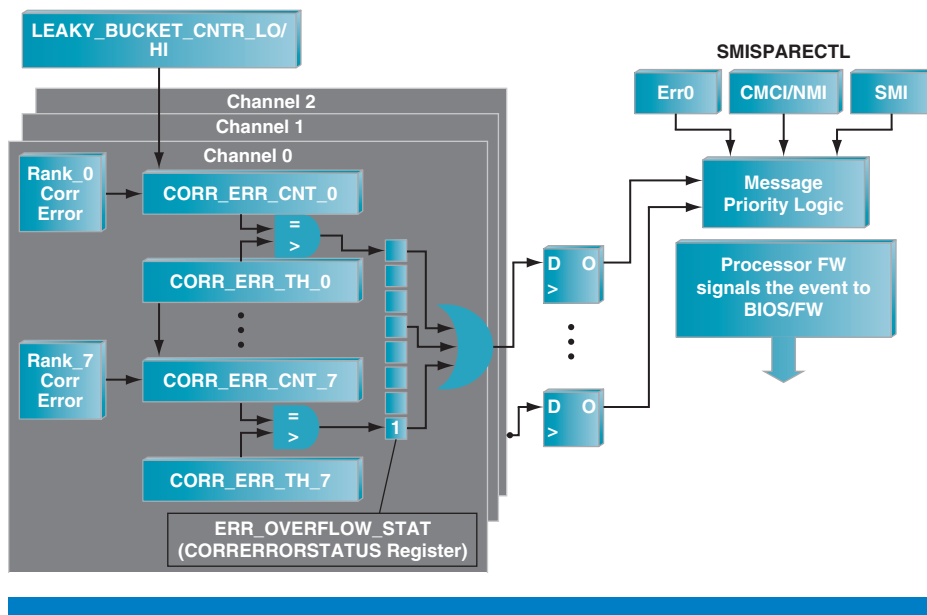 LEAKY_BUCKET_CNTR_LO/
HI
SMISPARECTL
Err0
CMCI/NMI
SMI
Channel 2
Channel 1
Channel 0
Rank_0
Corr
Error
CORR_ERR_CNT_0
=
>
CORR_ERR_TH_0
Rank_7
Corr
Error
CORR_ERR_CNT_7
=
>
CORR_ERR_TH_7
1
ERR_OVERFLOW_STAT
(CORRERRORSTATUS Register)
D O
>
D O
>
Message
Priority Logic
Processor FW
signals the event to
BIOS/FW